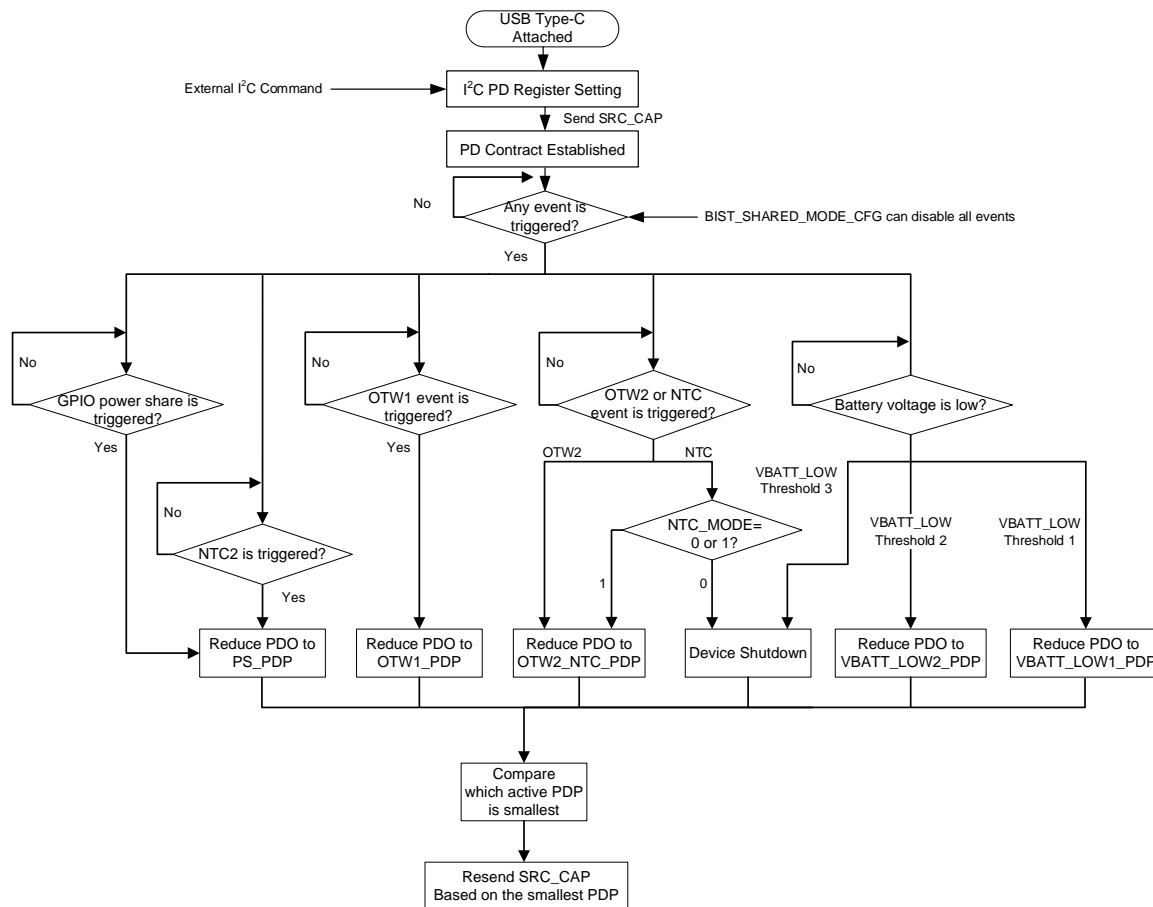 USB Type-C
Attached
External I²C Command
I²C PD Register Setting
Send SRC_CAP
PD Contract Established
No
Any event is
triggered?
BIST_SHARED_MODE_CFG can disable all events
Yes
No
No
No
No
GPIO power share is
triggered?
OTW1 event is
triggered?
OTW2 or NTC
event is triggered?
Battery voltage is low?
Yes
Yes
OTW2
NTC
VBATT_LOW
Threshold 3
No
NTC2 is triggered?
NTC_MODE=
0 or 1?
VBATT_LOW
Threshold 2
VBATT_LOW
Threshold 1
Yes
1
0
Reduce PDO to
PS_PDP
Reduce PDO to
OTW1_PDP
Reduce PDO to
OTW2_NTC_PDP
Device Shutdown
Reduce PDO to
VBATT_LOW2_PDP
Reduce PDO to
VBATT_LOW1_PDP
Compare
which active PDP
is smallest
Resend SRC_CAP
Based on the smallest PDP